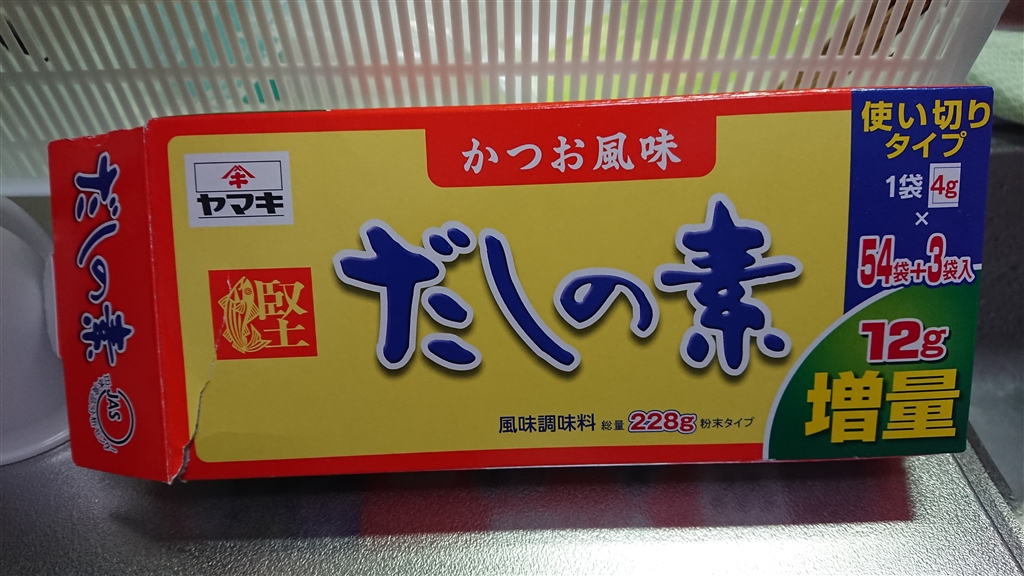 だしの素
JAS
ヤマキ
かつお風味
堅
だしの素
風味調味料 総量 228g 粉末タイプ
使い切り
タイプ
1袋 4g
×
54袋+3袋入
12g
増量